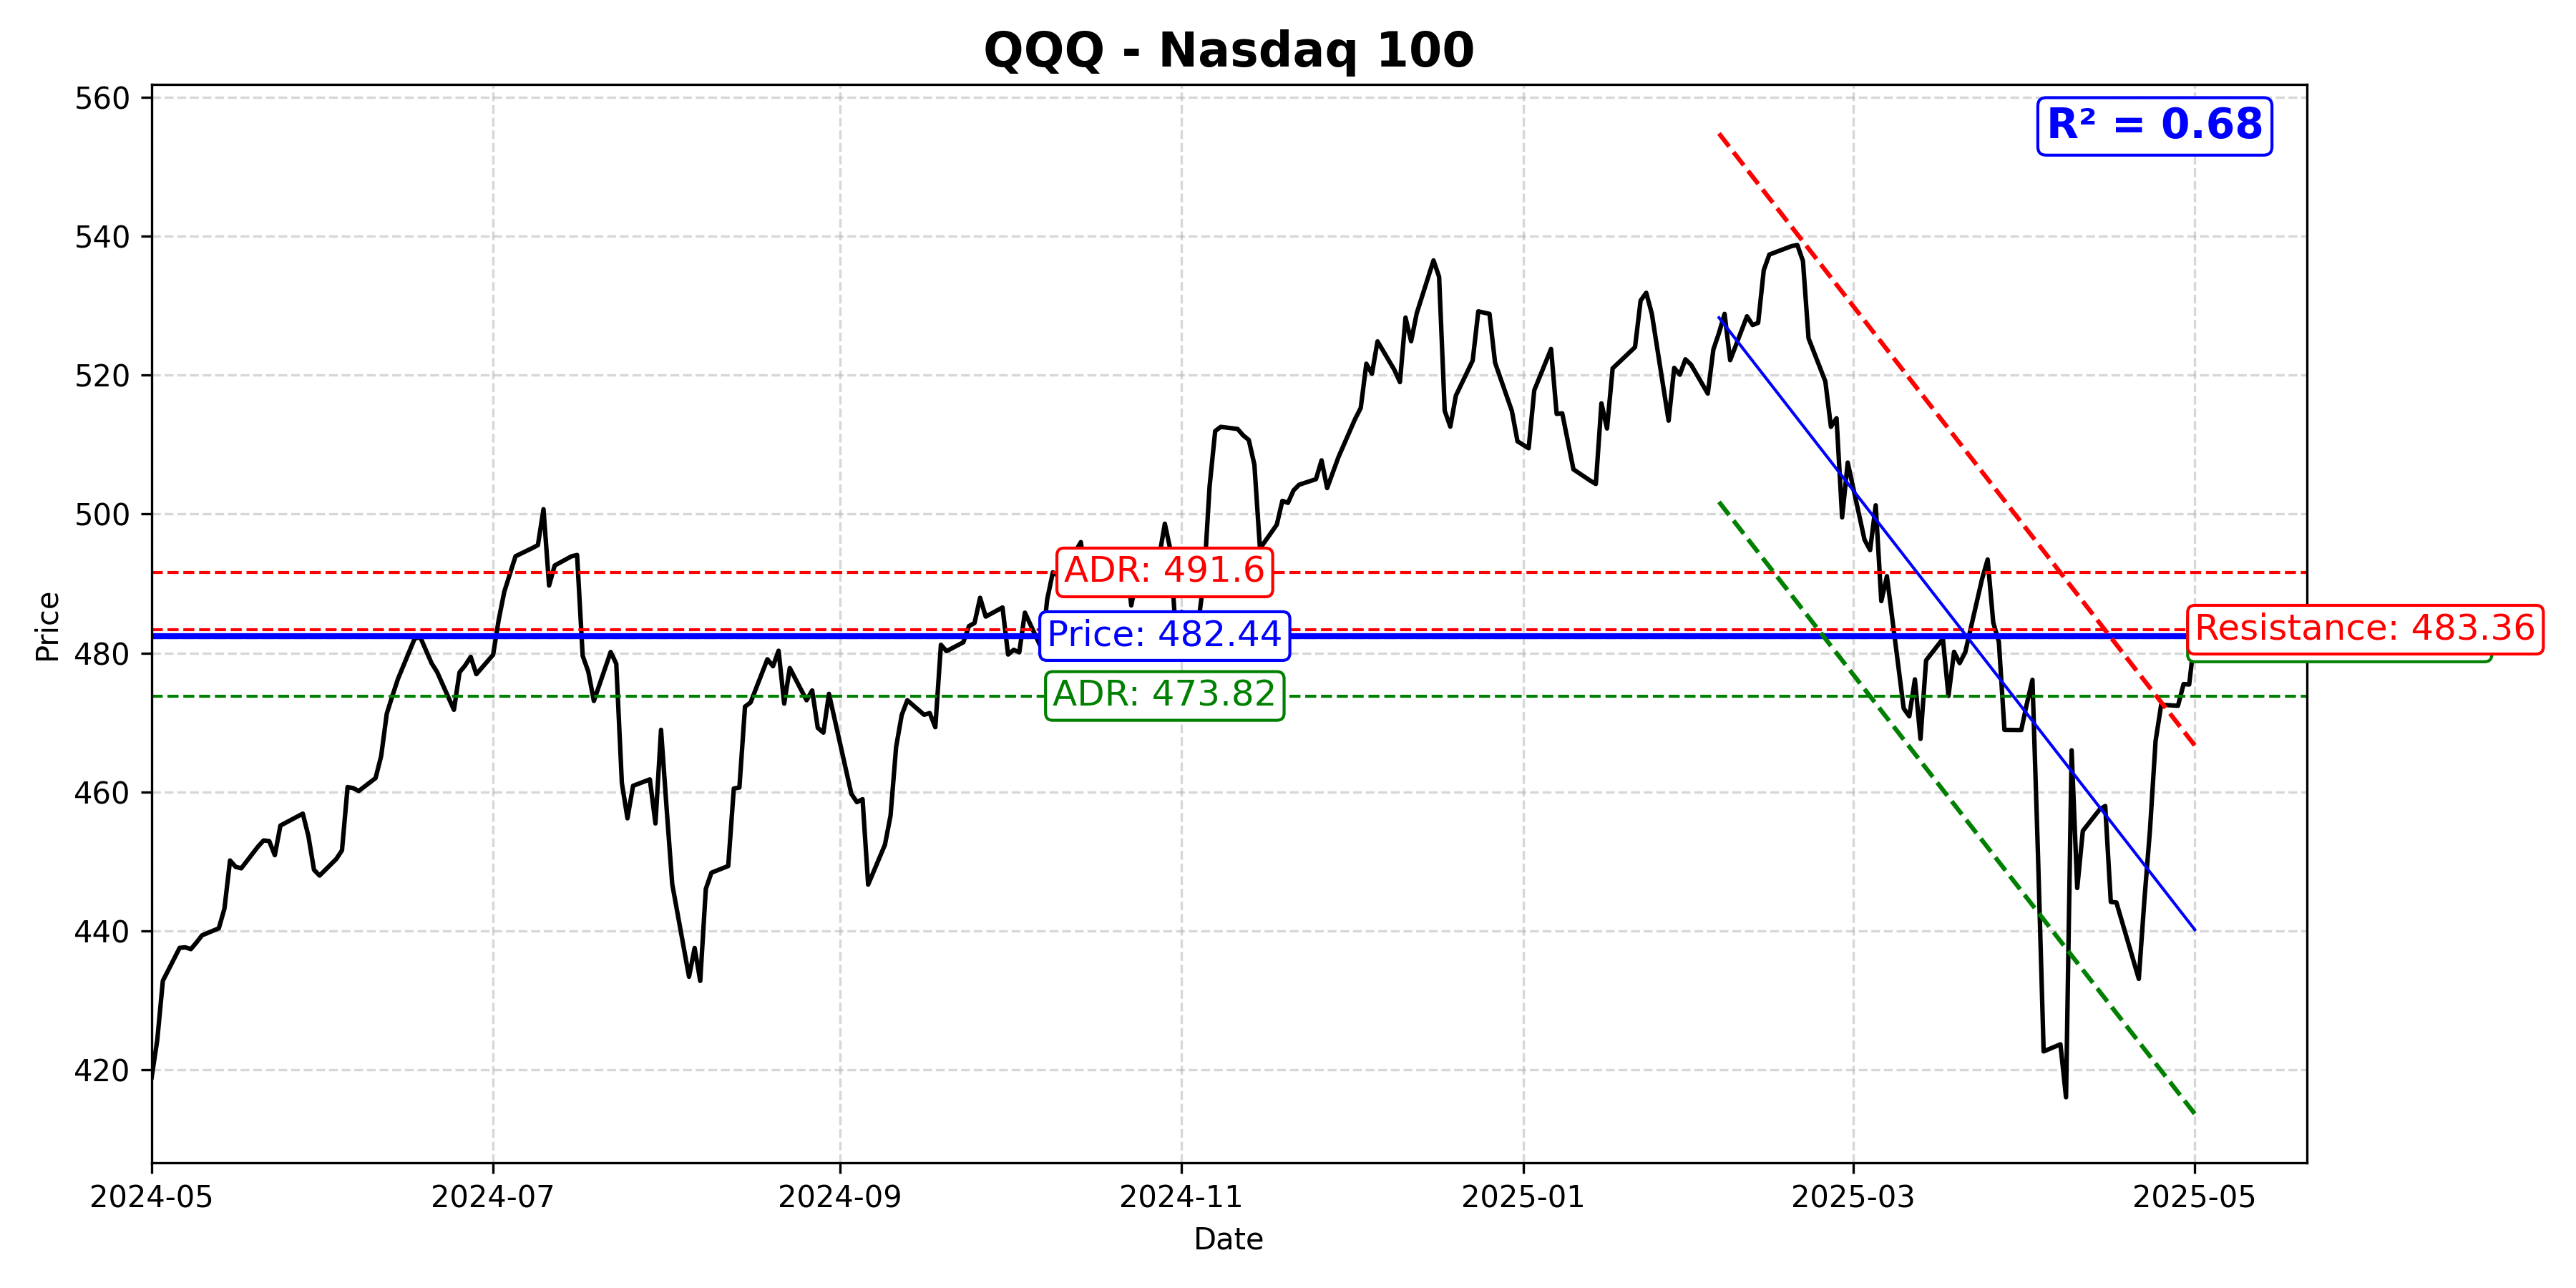 QQQ - Nasdaq 100
R² = 0.68
560
540
520
500
480
460
440
420
Price
ADR: 491.6
Price: 482.44
ADR: 473.82
Resistance: 483.36
2024-05
2024-07
2024-09
2024-11
2025-01
2025-03
2025-05
Date